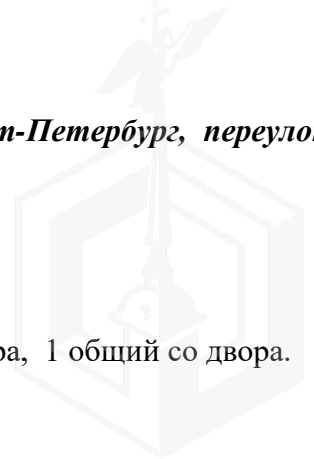 т-Петербург, переулок
ра, 1 общий со двора.